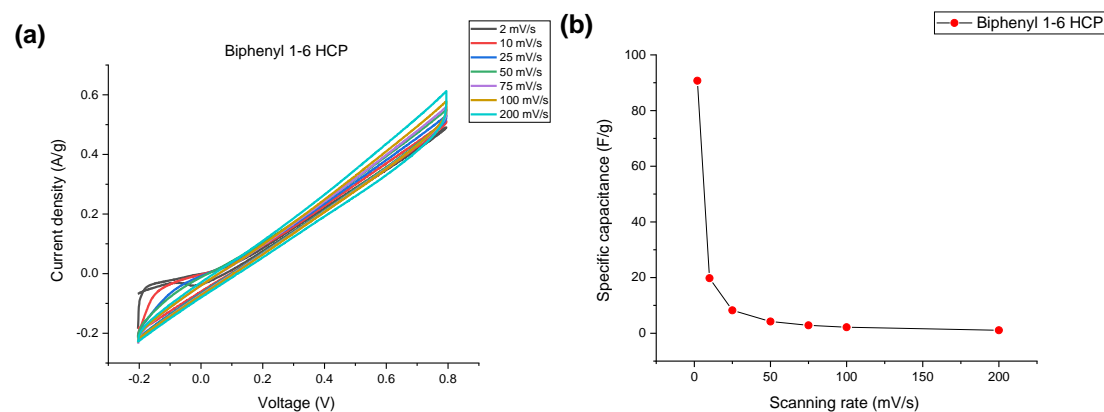 (a)
Biphenyl 1-6 HCP
2 mV/s
10 mV/s
25 mV/s
50 mV/s
75 mV/s
100 mV/s
200 mV/s
Current density (A/g)
0.6
0.4
0.2
0.0
-0.2
-0.2 0.0 0.2 0.4 0.6 0.8
Voltage (V)
(b)
Biphenyl 1-6 HCP
Specific capacitance (F/g)
100
80
60
40
20
0
0 50 100 150 200
Scanning rate (mV/s)